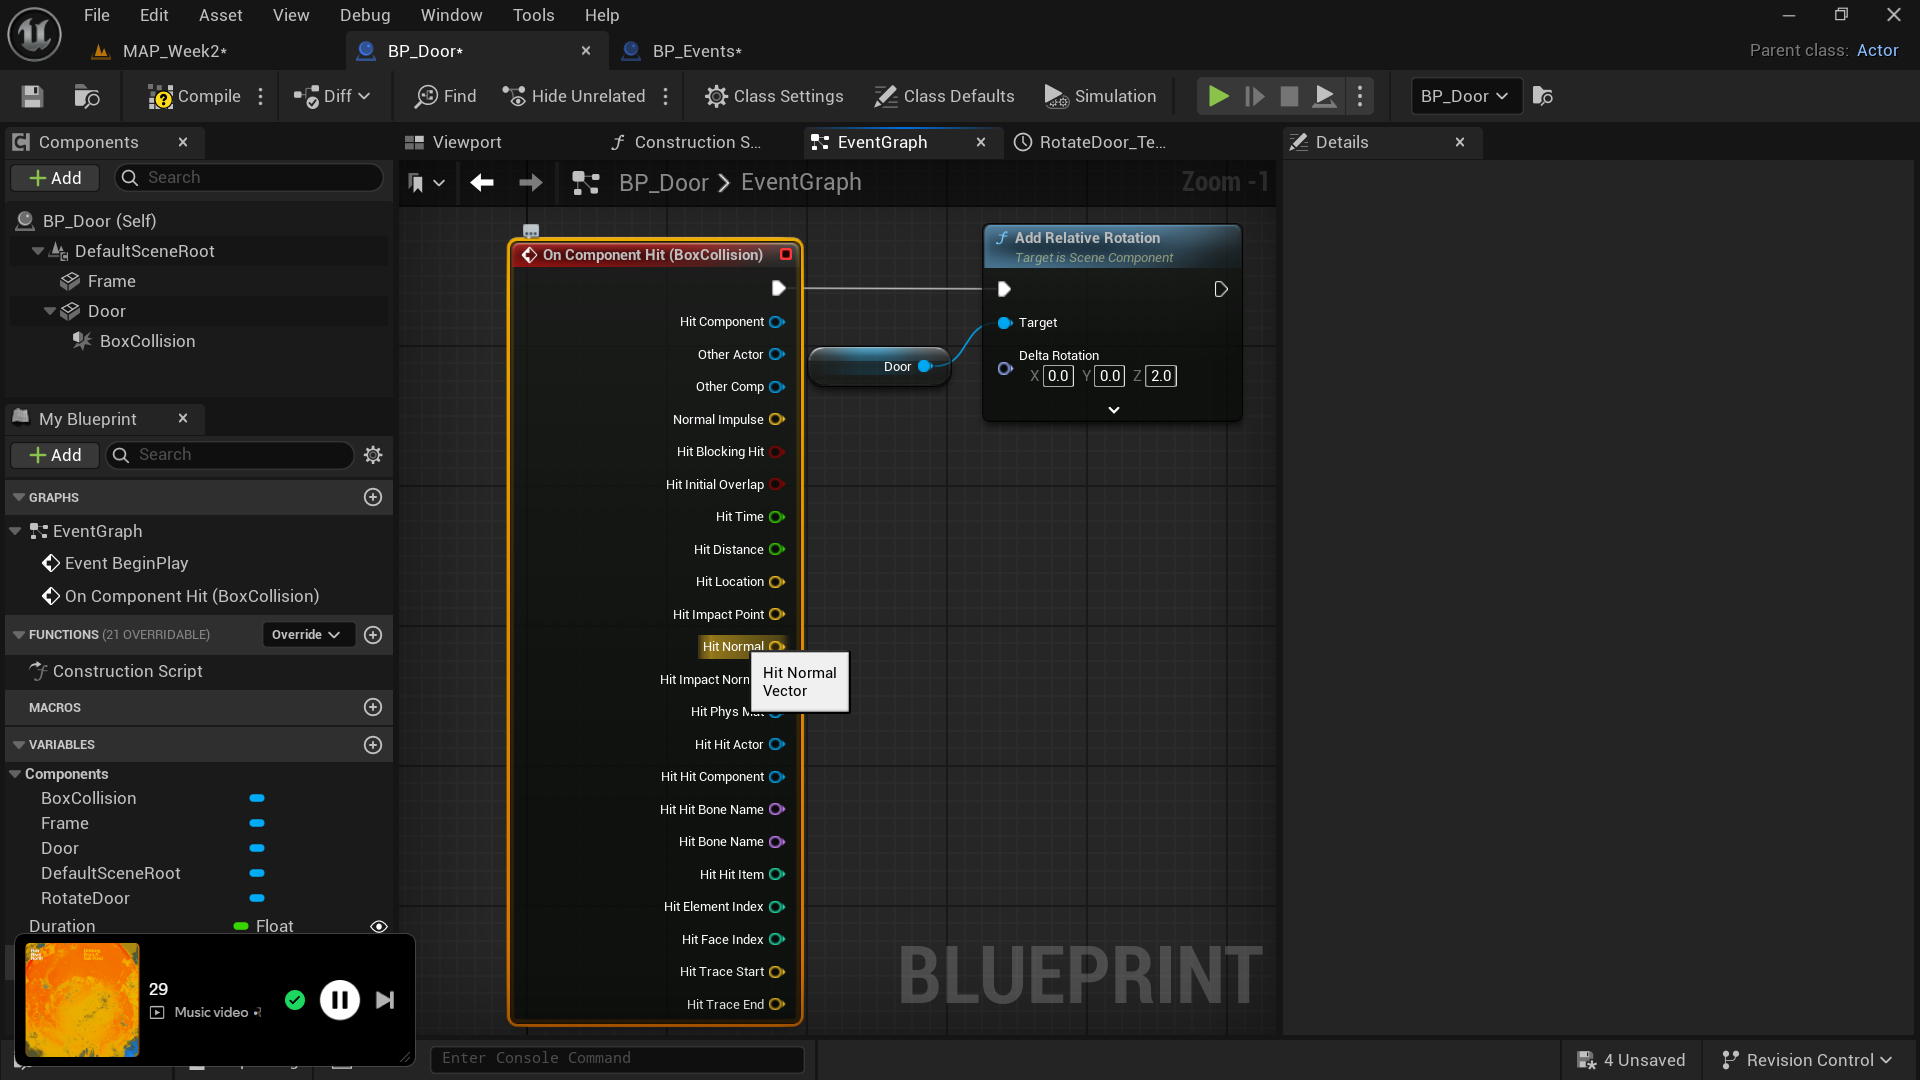 File Edit Asset View Debug Window Tools Help
MAP_Week2* BP_Door* BP_Events* Parent class: Actor
Compile Diff Find Hide Unrelated Class Settings Class Defaults Simulation BP_Door
Components Viewport Construction S... EventGraph RotateDoor_Te... Details
Add Search
BP_Door > EventGraph Zoom -1
BP_Door (Self)
DefaultSceneRoot
Frame
Door
BoxCollision
My Blueprint
Add Search
GRAPHS
EventGraph
Event BeginPlay
On Component Hit (BoxCollision)
FUNCTIONS (21 OVERRIDABLE) Override
Construction Script
MACROS
VARIABLES
Components
BoxCollision
Frame
Door
DefaultSceneRoot
RotateDoor
Duration Float
On Component Hit (BoxCollision)
Hit Component
Other Actor
Other Comp
Normal Impulse
Hit Blocking Hit
Hit Initial Overlap
Hit Time
Hit Distance
Hit Location
Hit Impact Point
Hit Normal
Hit Impact Norm
Hit Phys Mat
Hit Hit Actor
Hit Hit Component
Hit Hit Bone Name
Hit Bone Name
Hit Hit Item
Hit Element Index
Hit Face Index
Hit Trace Start
Hit Trace End
Hit Normal
Vector
Door
Add Relative Rotation
Target is Scene Component
Target
Delta Rotation
X 0.0 Y 0.0 Z 2.0
BLUEPRINT
29
Music video
Enter Console Command
4 Unsaved Revision Control